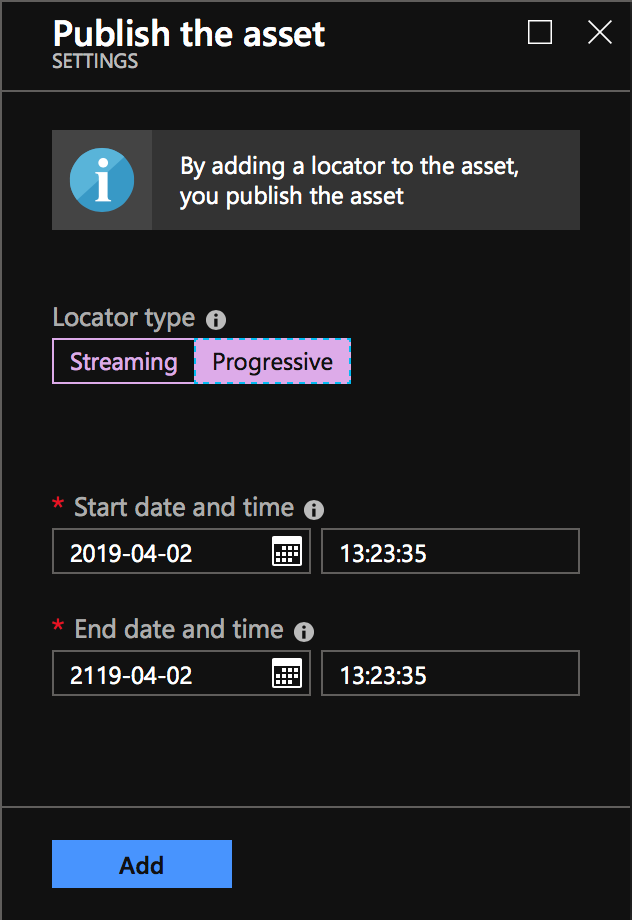 Publish the asset
SETTINGS
By adding a locator to the asset,
you publish the asset
Locator type
Streaming Progressive
* Start date and time
2019-04-02 13:23:35
* End date and time
2119-04-02 13:23:35
Add